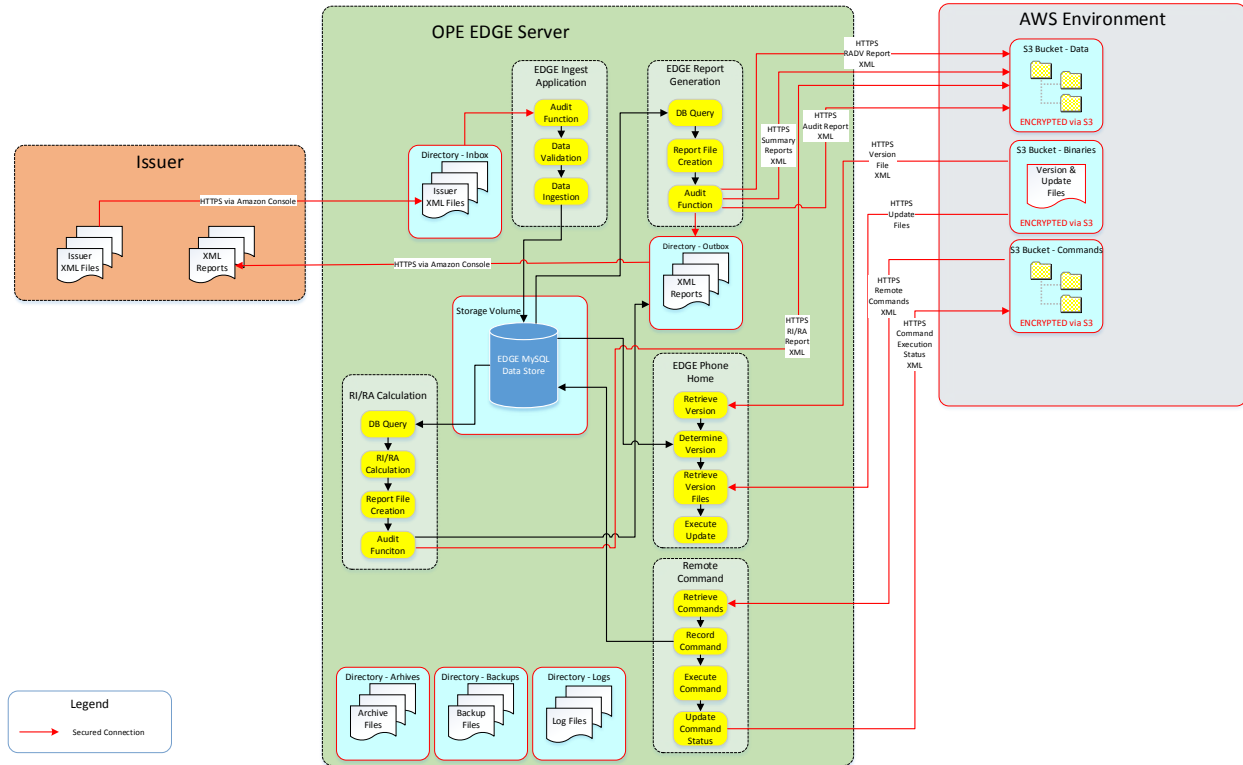 OPE EDGE Server
AWS Environment
Issuer
HTTPS via Amazon Console
Issuer
XML Files
XML
Reports
HTTPS via Amazon Console
Directory - Inbox
Issuer
XML Files
EDGE Ingest
Application
Audit
Function
Data
Validation
Data
Ingestion
EDGE Report
Generation
DB Query
Report File
Creation
Audit
Function
Directory - Outbox
XML
Reports
Storage Volume
EDGE MySQL
Data Store
RI/RA Calculation
DB Query
RI/RA
Calculation
Report File
Creation
Audit
Funciton
EDGE Phone
Home
Retrieve
Version
Determine
Version
Retrieve
Version
Files
Execute
Update
Remote
Command
Retrieve
Commands
Record
Command
Execute
Command
Update
Command
Status
Directory - Arhives
Archive
Files
Directory - Backups
Backup
Files
Directory - Logs
Log Files
HTTPS
RADV Report
XML
HTTPS
Summary
Reports
XML
HTTPS
Audit Report
XML
HTTPS
RI/RA
Report
XML
HTTPS
Version
File
XML
HTTPS
Update
Files
HTTPS
Remote
Commands
XML
HTTPS
Command
Execution
Status
XML
S3 Bucket - Data
ENCRYPTED via S3
S3 Bucket - Binaries
Version &
Update
Files
ENCRYPTED via S3
S3 Bucket - Commands
ENCRYPTED via S3
Legend
Secured Connection